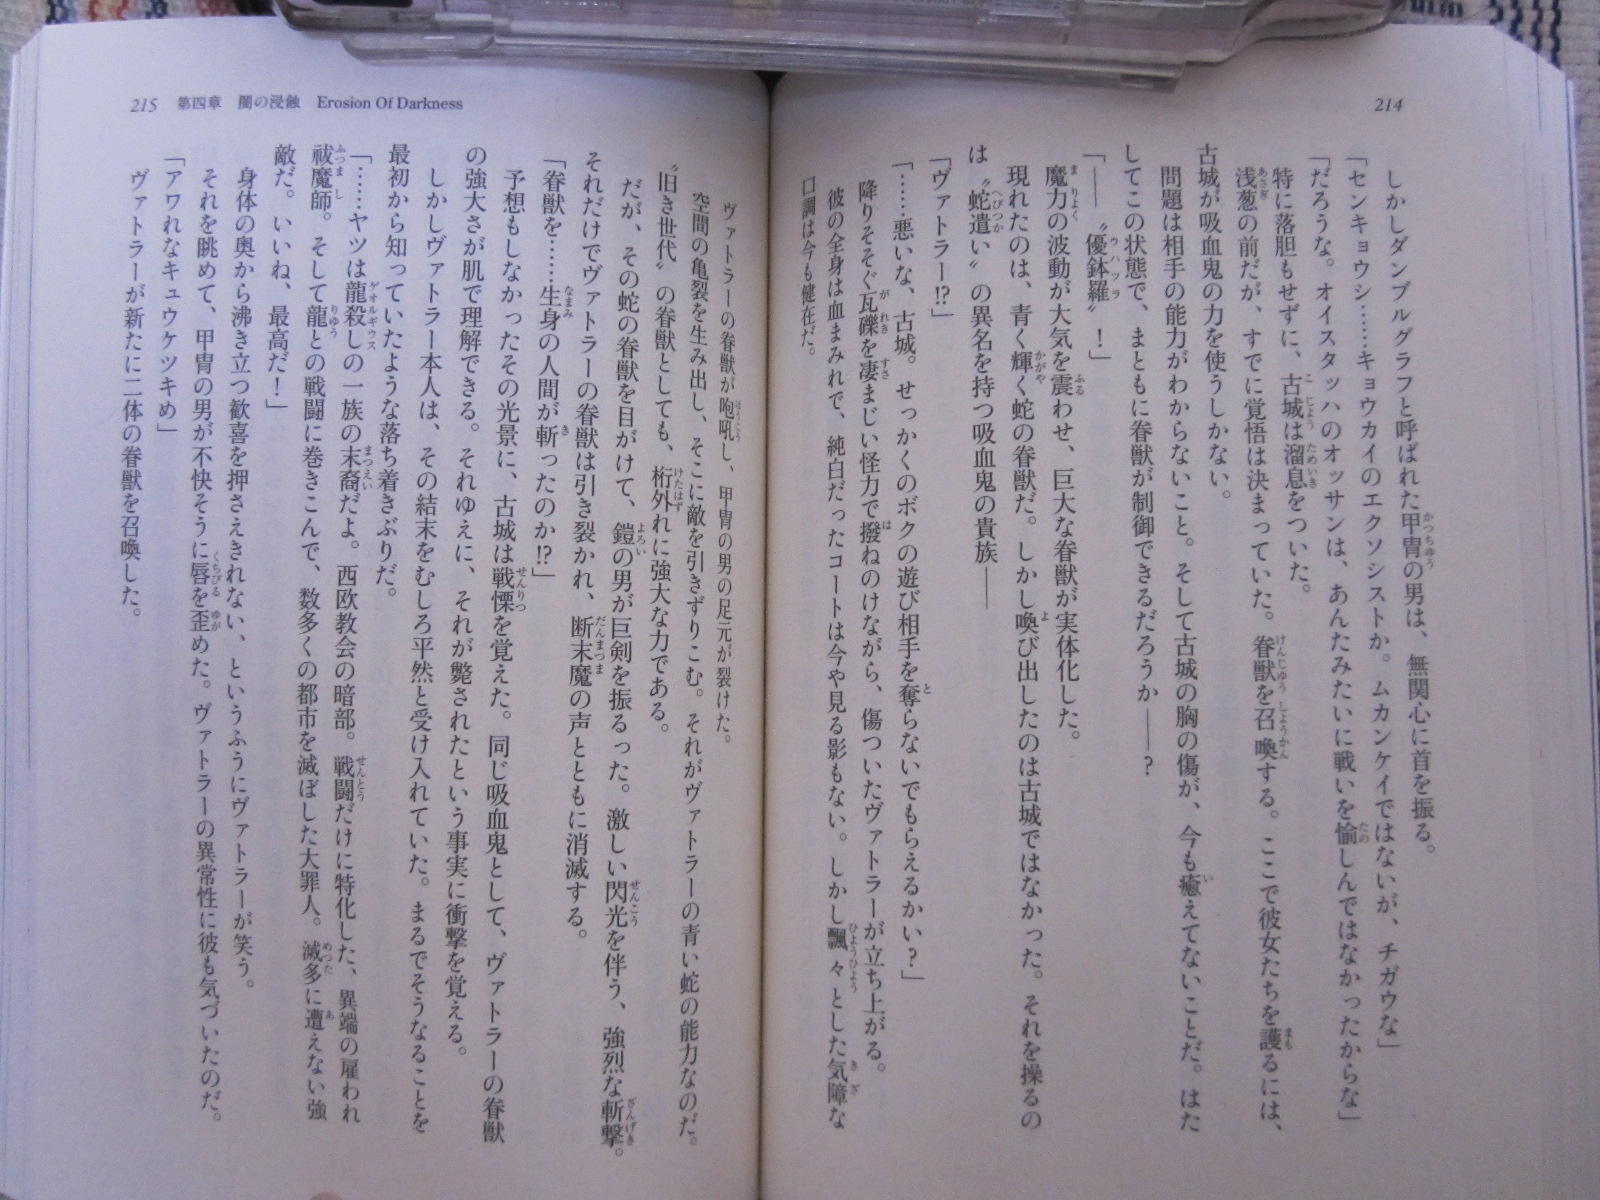 214
しかしダンブルグラフと呼ばれた甲冑の男は、無関心に首を振る。
「センキョウシ……キョウカイのエクソシストか。ムカンケイではないが、チガウな」
「だろうな。オイスタッハのオッサンは、あんたみたいに戦いを愉しんではなかったからな」
特に落胆もせずに、古城は溜息をついた。
浅葱の前だが、すでに覚悟は決まっていた。眷獣を召喚する。ここで彼女たちを護るには、
古城が吸血鬼の力を使うしかない。
問題は相手の能力がわからないこと。そして古城の胸の傷が、今も癒えてないことだ。はた
してこの状態で、まともに眷獣が制御できるだろうか――?
「――〝優鉢羅〟!」
魔力の波動が大気を震わせ、巨大な眷獣が実体化した。
現れたのは、青く輝く蛇の眷獣だ。しかし喚び出したのは古城ではなかった。それを操るの
は〝蛇遣い〟の異名を持つ吸血鬼の貴族――
「ヴァトラー!?」
「……悪いな、古城。せっかくのボクの遊び相手を奪らないでもらえるかい?」
降りそそぐ瓦礫を凄まじい怪力で撥ねのけながら、傷ついたヴァトラーが立ち上がる。
彼の全身は血まみれで、純白だったコートは今や見る影もない。しかし飄々とした気障な
口調は今も健在だ。
215 第四章 闇の浸蝕 Erosion Of Darkness
ヴァトラーの眷獣が咆吼し、甲冑の男の足元が裂けた。
空間の亀裂を生み出し、そこに敵を引きずりこむ。それがヴァトラーの青い蛇の能力なのだ。
〝旧き世代〟の眷獣としても、桁外れに強大な力である。
だが、その蛇の眷獣を目がけて、鎧の男が巨剣を振るった。激しい閃光を伴う、強烈な斬撃。
それだけでヴァトラーの眷獣は引き裂かれ、断末魔の声とともに消滅する。
「眷獣を……生身の人間が斬ったのか!?」
予想もしなかったその光景に、古城は戦慄を覚えた。同じ吸血鬼として、ヴァトラーの眷獣
の強大さが肌で理解できる。それゆえに、それが斃されたという事実に衝撃を覚える。
しかしヴァトラー本人は、その結末をむしろ平然と受け入れていた。まるでそうなることを
最初から知っていたような落ち着きぶりだ。
「……ヤツは龍殺しの一族の末裔だよ。西欧教会の暗部。戦闘だけに特化した、異端の雇われ
祓魔師。そして龍との戦闘に巻きこんで、数多くの都市を滅ぼした大罪人。滅多に遭えない強
敵だ。いいね、最高だ!」
身体の奥から沸き立つ歓喜を押さえきれない、というふうにヴァトラーが笑う。
それを眺めて、甲冑の男が不快そうに唇を歪めた。ヴァトラーの異常性に彼も気づいたのだ。
「アワれなキュウケツキめ」
ヴァトラーが新たに二体の眷獣を召喚した。